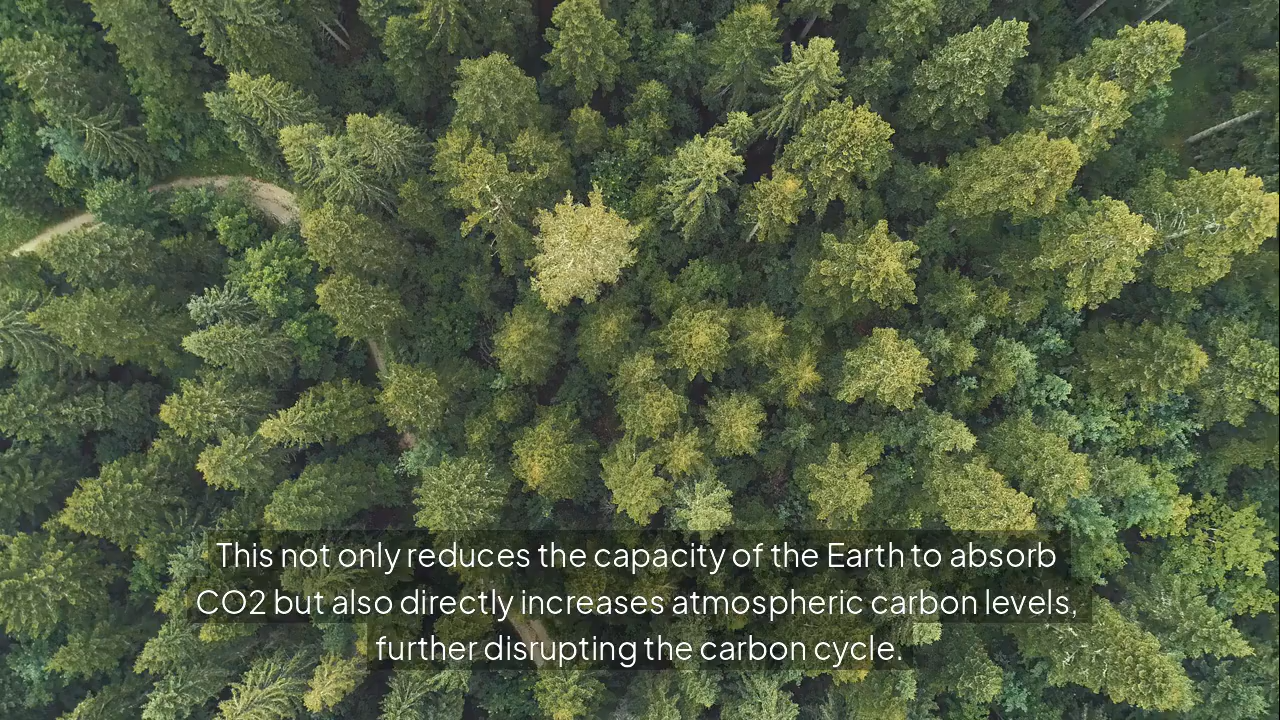 This not only reduces the capacity of the Earth to absorb
CO2 but also directly increases atmospheric carbon levels,
further disrupting the carbon cycle.